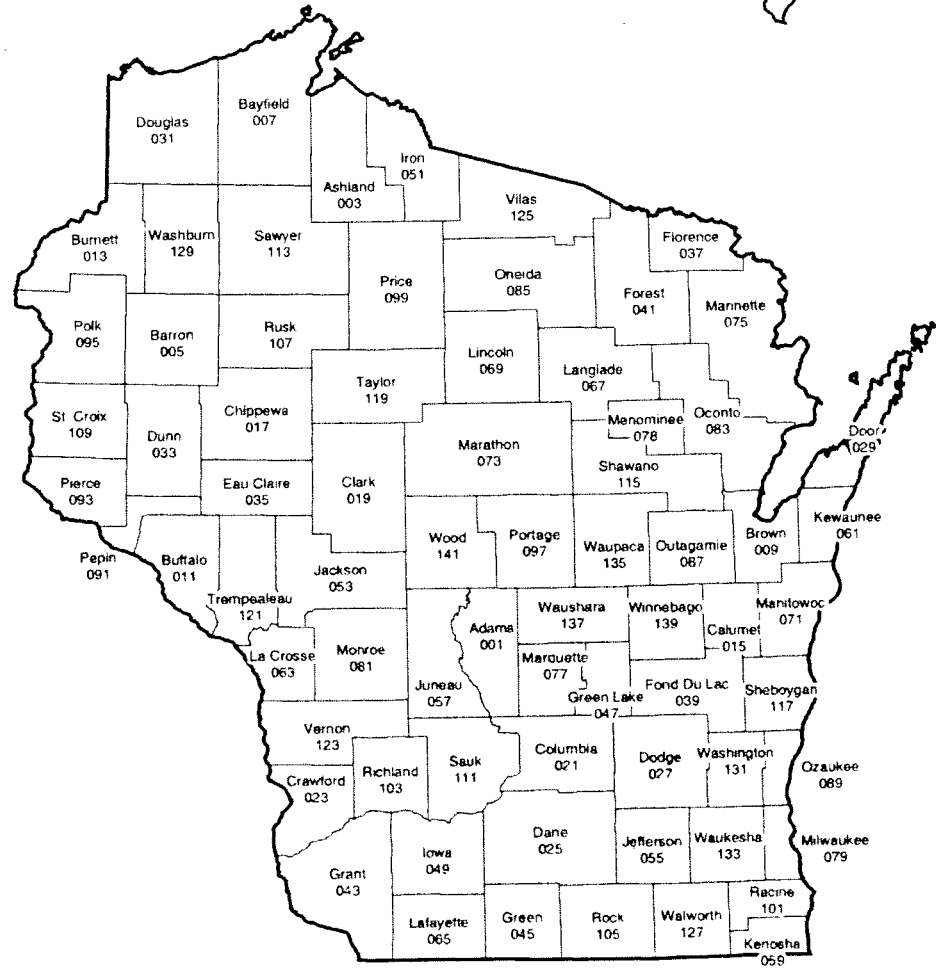 Douglas
031
Bayfield
007
Iron
051
Ashland
003
Vilas
125
Burnett
013
Washburn
129
Sawyer
113
Florence
037
Price
099
Oneida
085
Forest
041
Marinette
075
Polk
095
Barron
005
Rusk
107
Lincoln
069
Langlade
067
Taylor
119
St Croix
109
Chippewa
017
Dunn
033
Menominee
078
Oconto
083
Door
029
Marathon
073
Shawano
115
Pierce
093
Eau Claire
035
Clark
019
Wood
141
Portage
097
Waupaca
135
Outagamie
087
Brown
009
Kewaunee
061
Pepin
091
Buffalo
011
Jackson
053
Trempealeau
121
Waushara
137
Winnebago
139
Calumet
015
Manitowoc
071
La Crosse
063
Monroe
081
Adams
001
Marquette
077
Juneau
057
Green Lake
047
Fond Du Lac
039
Sheboygan
117
Vernon
123
Columbia
021
Dodge
027
Washington
131
Ozaukee
089
Crawford
023
Richland
103
Sauk
111
Dane
025
Jefferson
055
Waukesha
133
Milwaukee
079
Grant
043
Iowa
049
Racine
101
Lafayette
065
Green
045
Rock
105
Walworth
127
Kenosha
059